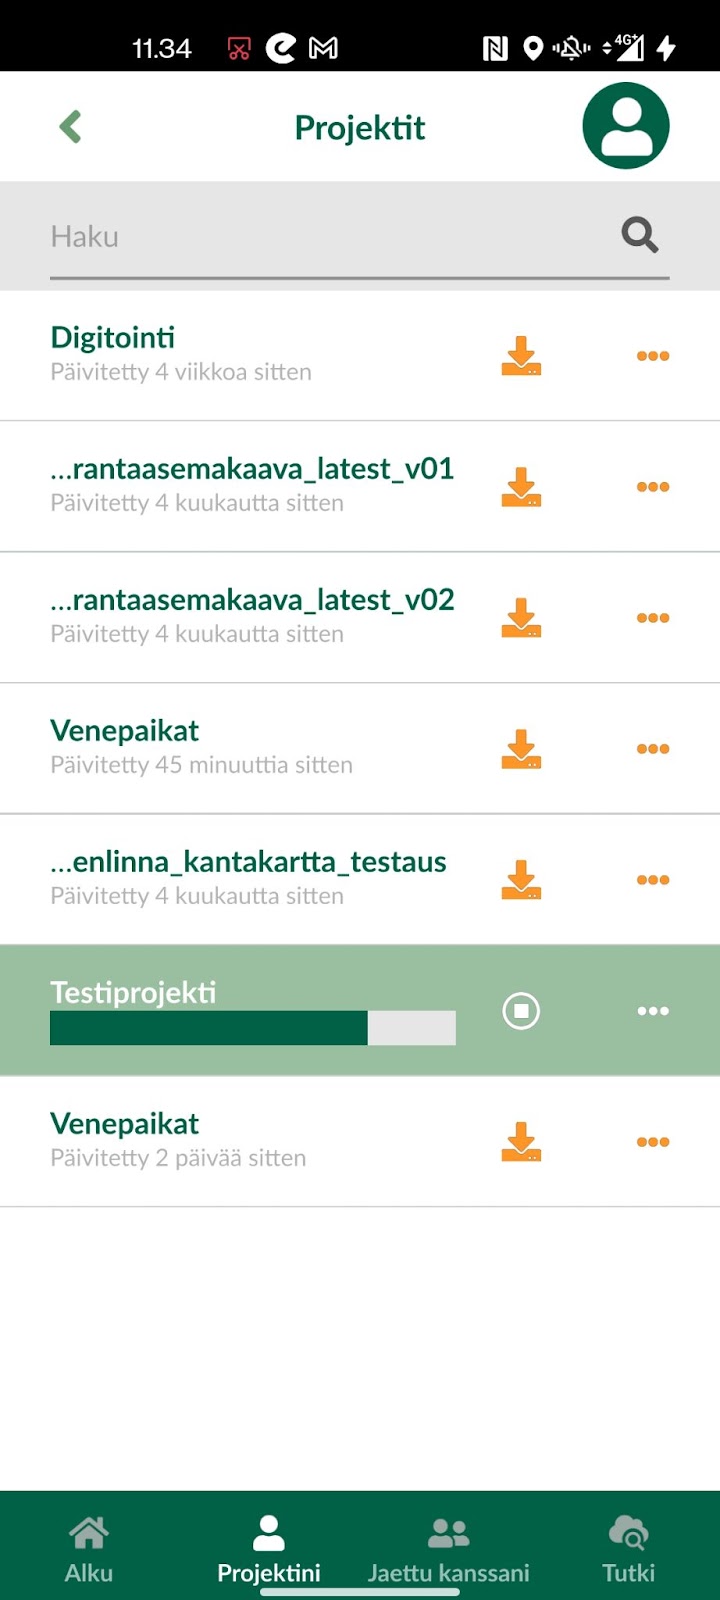 11.34
4G+
Projektit
Haku
Digitointi
Päivitetty 4 viikkoa sitten
...rantaasemakaava_latest_v01
Päivitetty 4 kuukautta sitten
...rantaasemakaava_latest_v02
Päivitetty 4 kuukautta sitten
Venepaikat
Päivitetty 45 minuuttia sitten
...enlinna_kantakartta_testaus
Päivitetty 4 kuukautta sitten
Testiprojekti
Venepaikat
Päivitetty 2 päivää sitten
Alku
Projektini
Jaettu kanssani
Tutki